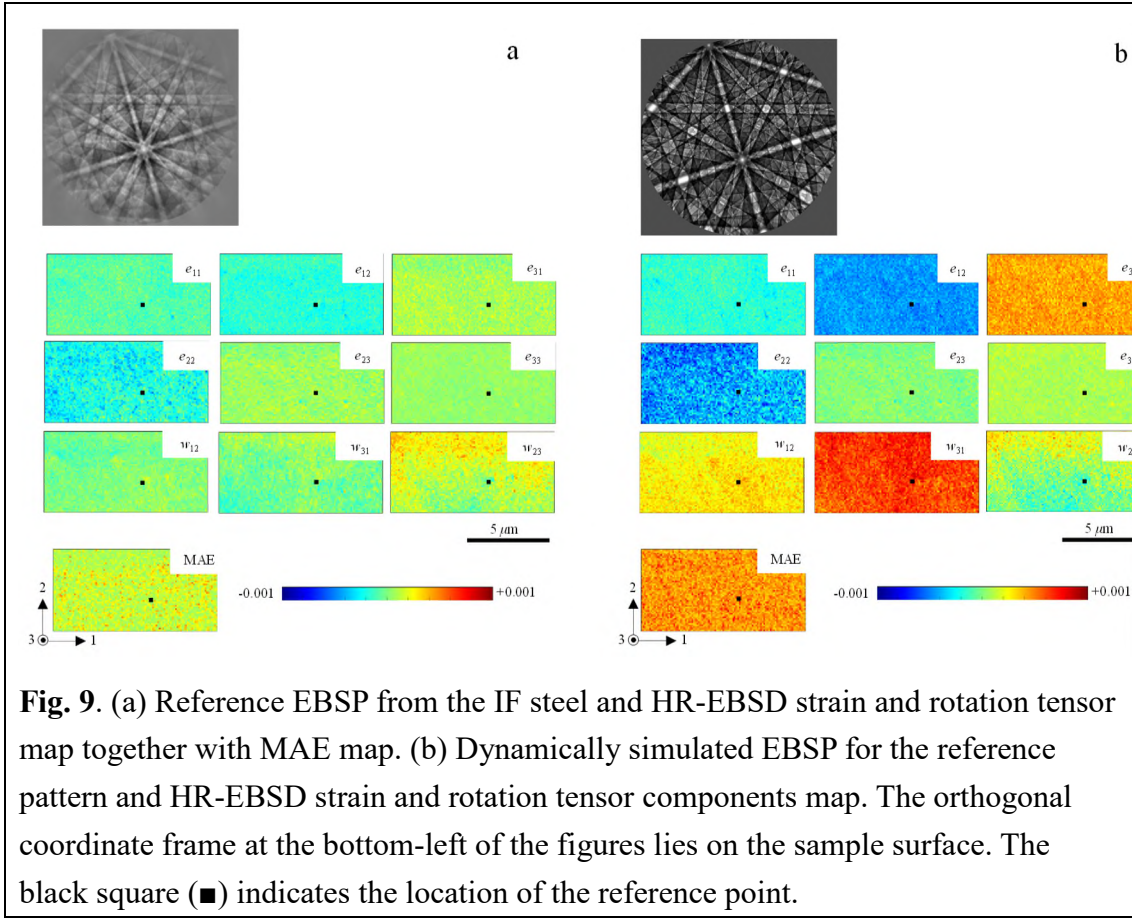 a
b
e11 e12 e31
e22 e23 e33
w12 w31 w23
5 μm
MAE
-0.001 +0.001
2
3 1
e11 e12 e3
e22 e23 e3
w12 w31 w2
5 μm
MAE
-0.001 +0.001
2
3 1
Fig. 9. (a) Reference EBSP from the IF steel and HR-EBSD strain and rotation tensor
map together with MAE map. (b) Dynamically simulated EBSP for the reference
pattern and HR-EBSD strain and rotation tensor components map. The orthogonal
coordinate frame at the bottom-left of the figures lies on the sample surface. The
black square (■) indicates the location of the reference point.